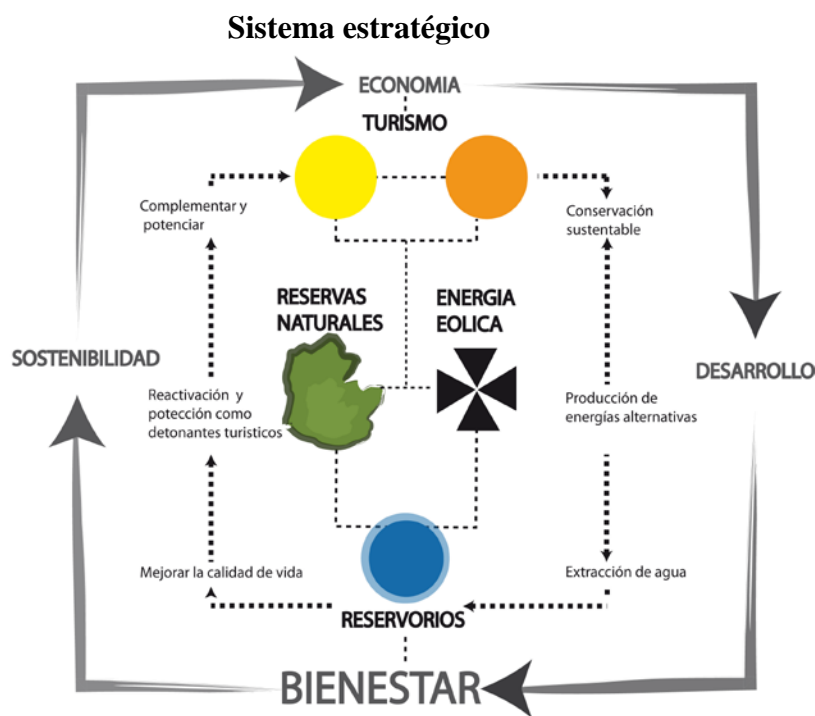 Sistema estratégico
ECONOMIA
TURISMO
Complementar y
potenciar
Conservación
sustentable
RESERVAS
NATURALES
ENERGIA
EOLICA
SOSTENIBILIDAD
DESARROLLO
Reactivación y
potección como
detonantes turisticos
Producción de
energías alternativas
Mejorar la calidad de vida
Extracción de agua
RESERVORIOS
BIENESTAR